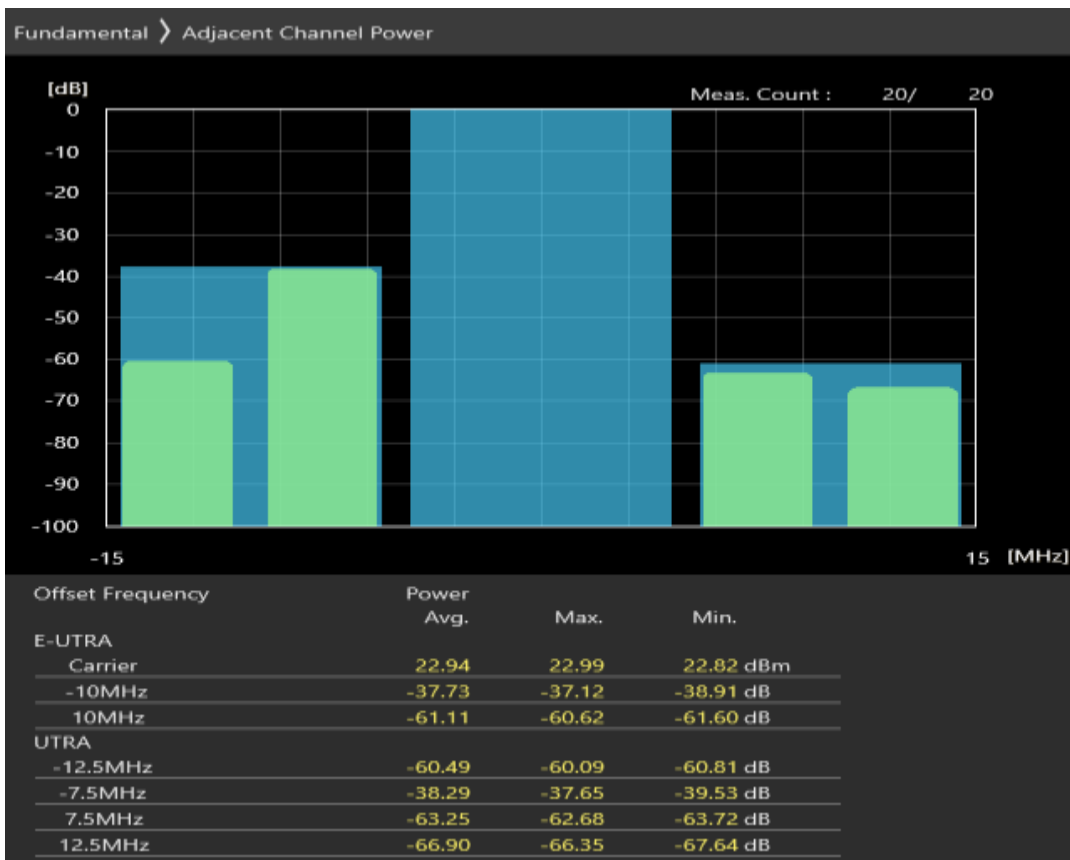 Fundamental ❯ Adjacent Channel Power
[dB]
Meas. Count : 20/ 20
0
-10
-20
-30
-40
-50
-60
-70
-80
-90
-100
-15 15 [MHz]
Offset Frequency Power
Avg. Max. Min.
E-UTRA
Carrier 22.94 22.99 22.82 dBm
-10MHz -37.73 -37.12 -38.91 dB
10MHz -61.11 -60.62 -61.60 dB
UTRA
-12.5MHz -60.49 -60.09 -60.81 dB
-7.5MHz -38.29 -37.65 -39.53 dB
7.5MHz -63.25 -62.68 -63.72 dB
12.5MHz -66.90 -66.35 -67.64 dB